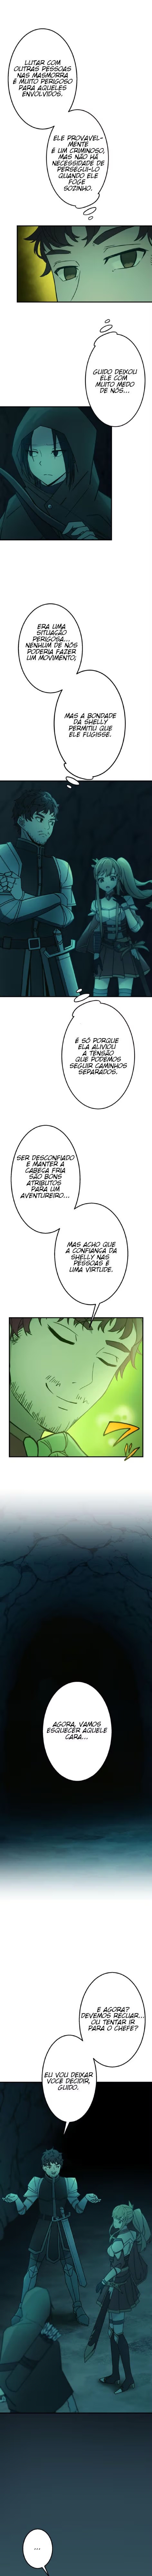 LUTAR COM
OUTRAS PESSOAS
NAS MASMORRA
É MUITO PERIGOSO
PARA AQUELES
ENVOLVIDOS.
ELE PROVAVEL-
MENTE
É UM CRIMINOSO,
MAS NÃO HÁ
NECESSIDADE DE
PERSEGUI-LO
QUANDO ELE
FOGE
SOZINHO.
GUIDO DEIXOU
ELE COM
MUITO MEDO
DE NÓS...
ERA UMA
SITUAÇÃO
PERIGOSA...
NENHUM DE NÓS
PODERIA FAZER
UM MOVIMENTO,
MAS A BONDADE
DA SHELLY
PERMITIU QUE
ELE FUGISSE.
É SÓ PORQUE
ELA ALIVIOU
A TENSÃO
QUE PODEMOS
SEGUIR CAMINHOS
SEPARADOS.
SER DESCONFIADO
E MANTER A
CABEÇA FRIA
SÃO BONS
ATRIBUTOS
PARA UM
AVENTUREIRO...
MAS ACHO QUE
A CONFIANÇA DA
SHELLY NAS
PESSOAS É
UMA VIRTUDE.
AGORA, VAMOS
ESQUECER AQUELE
CARA...
E AGORA?
DEVEMOS RECUAR...
OU TENTAR IR
PARA O CHEFE?
EU VOU DEIXAR
VOCÊ DECIDIR,
GUIDO.
...